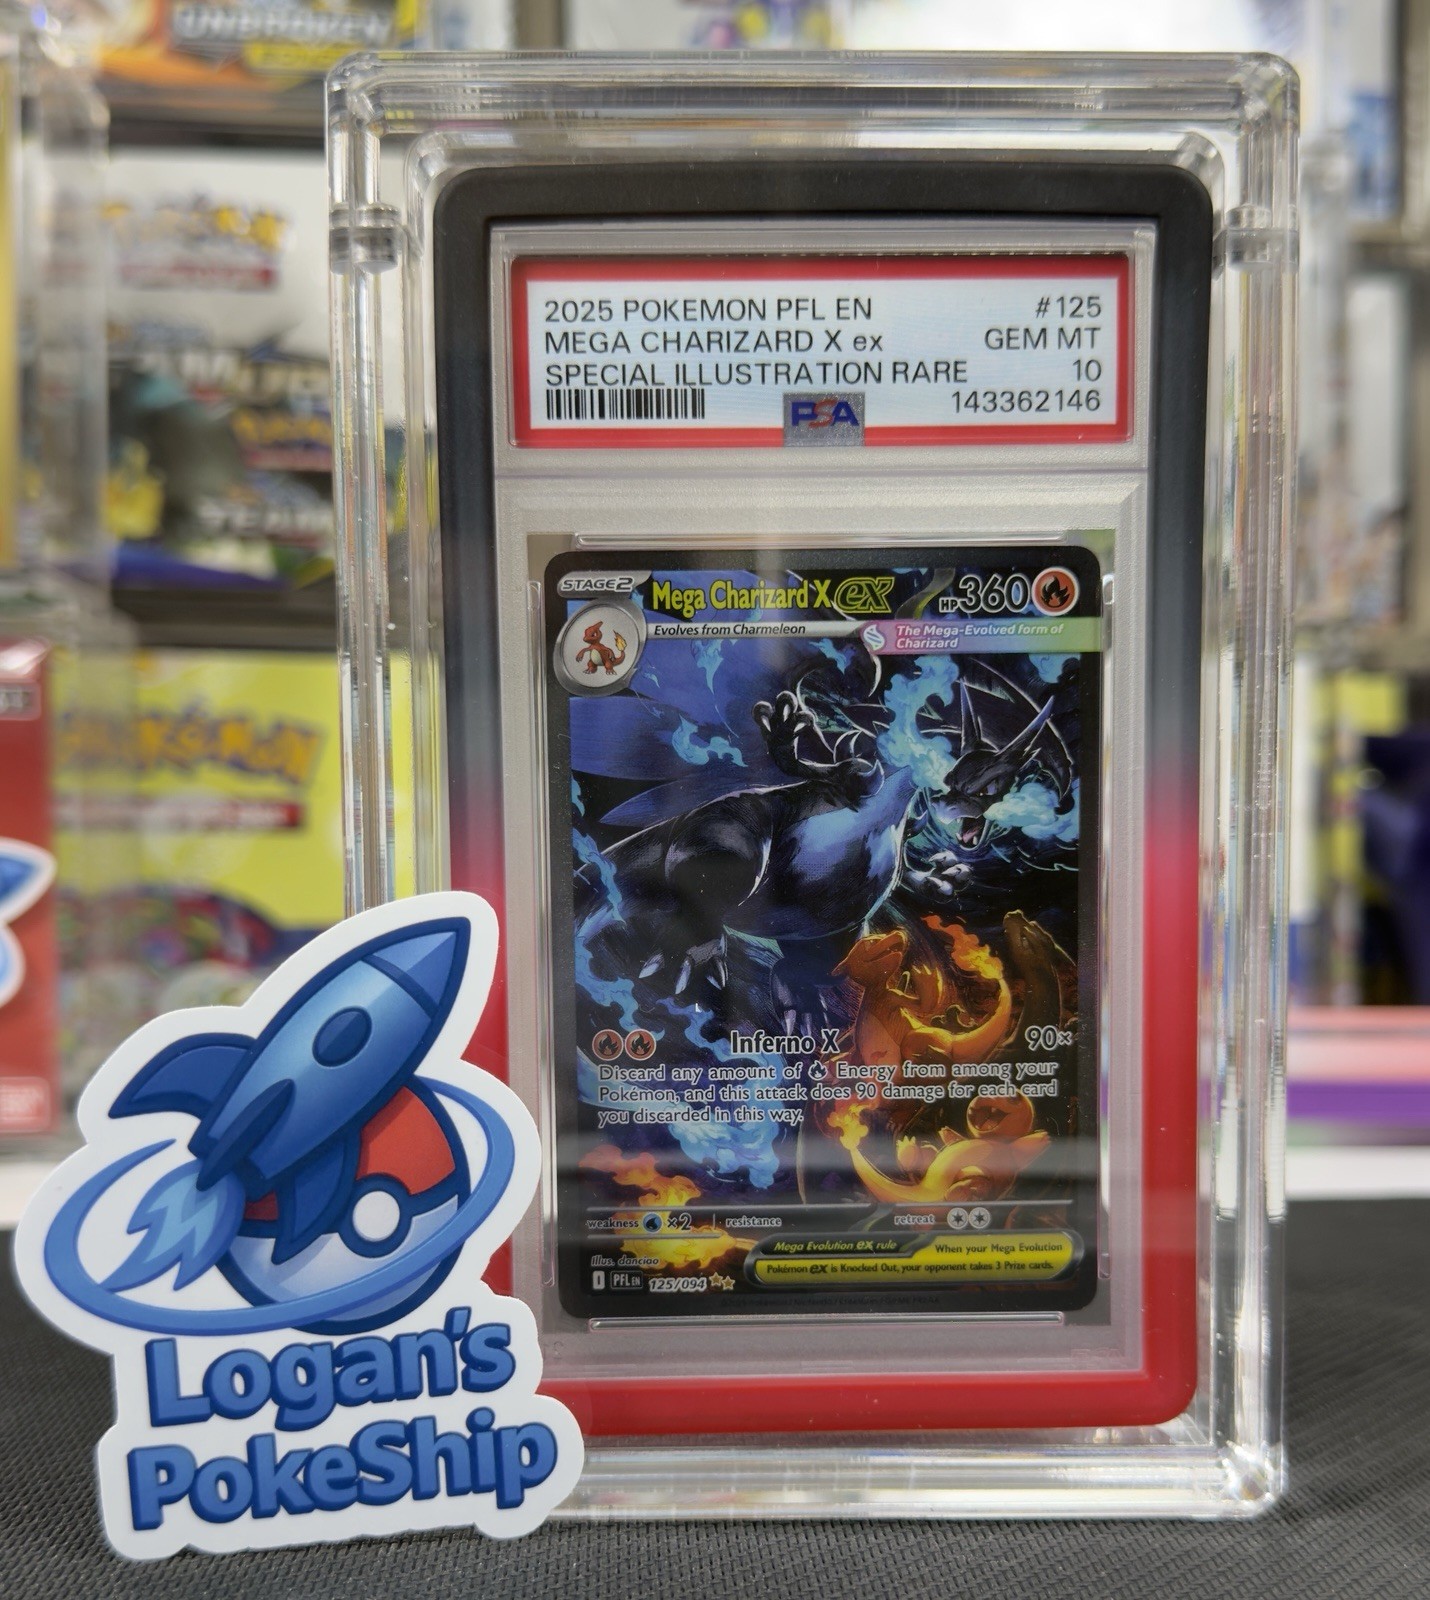 UNBROKEN
Pokémon
2025 POKEMON PFL EN #125
MEGA CHARIZARD X ex GEM MT
SPECIAL ILLUSTRATION RARE 10
PSA 143362146
STAGE2 Mega Charizard X ex HP360
Evolves from Charmeleon
The Mega-Evolved form of
Charizard
Inferno X 90×
Discard any amount of Energy from among your
Pokémon, and this attack does 90 damage for each card
you discarded in this way.
weakness ×2 resistance retreat
Mega Evolution ex rule When your Mega Evolution
Pokémon ex is Knocked Out, your opponent takes 3 Prize cards.
Illus. danciao
I PFL EN 125/094
Logan's
PokeShip